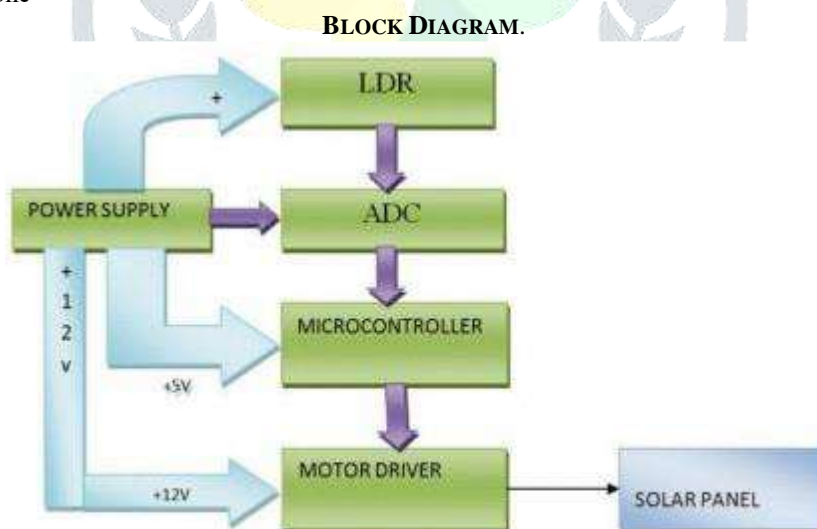 BLOCK DIAGRAM.
LDR
+
POWER SUPPLY
ADC
+
1
2
v
MICROCONTROLLER
+5V
MOTOR DRIVER
+12V
SOLAR PANEL